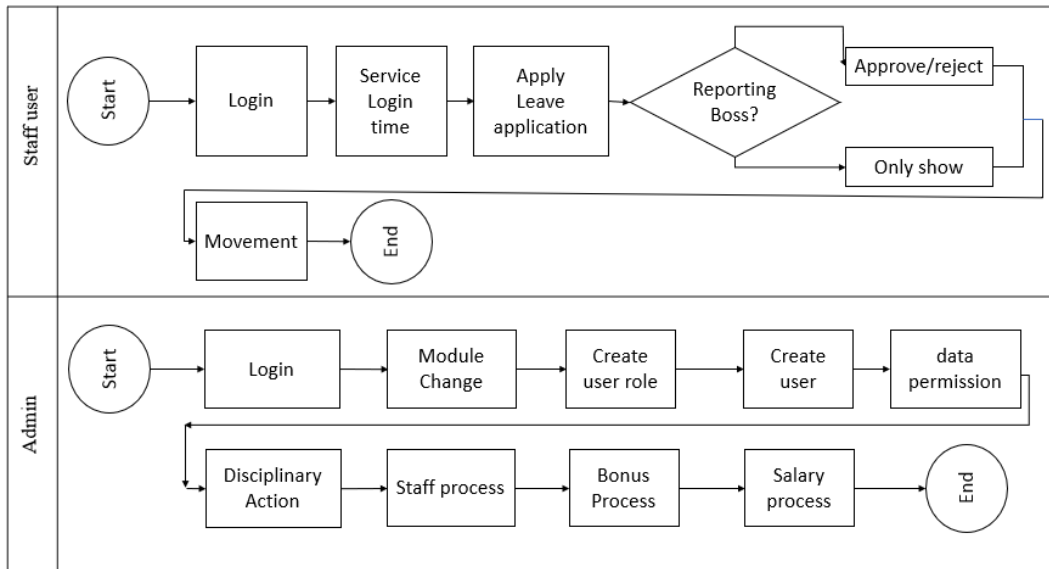 Staff user
Start
Login
Service
Login
time
Apply
Leave
application
Reporting
Boss?
Approve/reject
Only show
Movement
End
Admin
Start
Login
Module
Change
Create
user role
Create
user
data
permission
Disciplinary
Action
Staff process
Bonus
Process
Salary
process
End